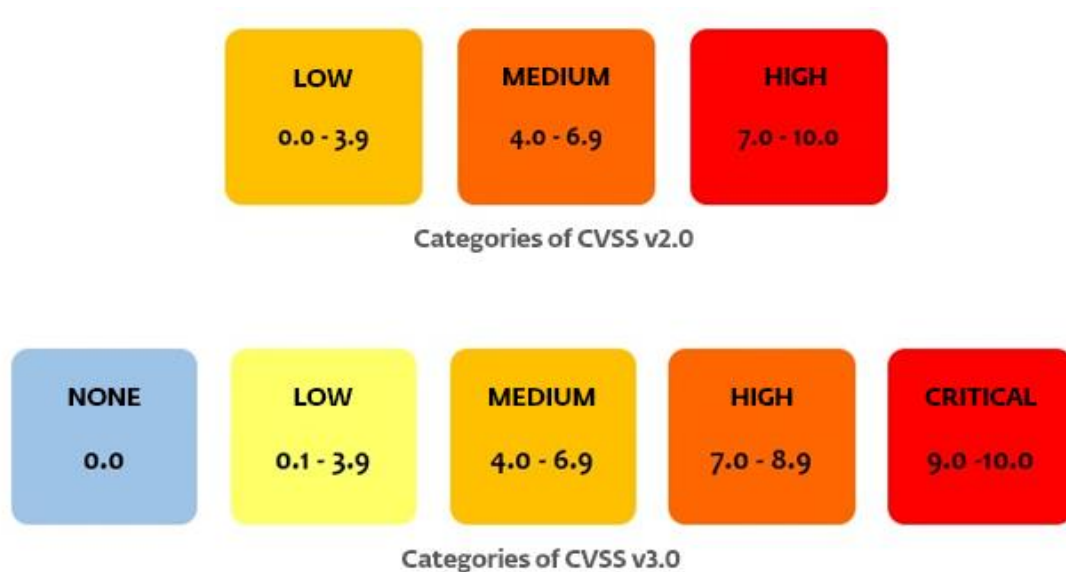 LOW MEDIUM HIGH
0.0 - 3.9 4.0 - 6.9 7.0 - 10.0
Categories of CVSS v2.0
NONE LOW MEDIUM HIGH CRITICAL
0.0 0.1 - 3.9 4.0 - 6.9 7.0 - 8.9 9.0 -10.0
Categories of CVSS v3.0